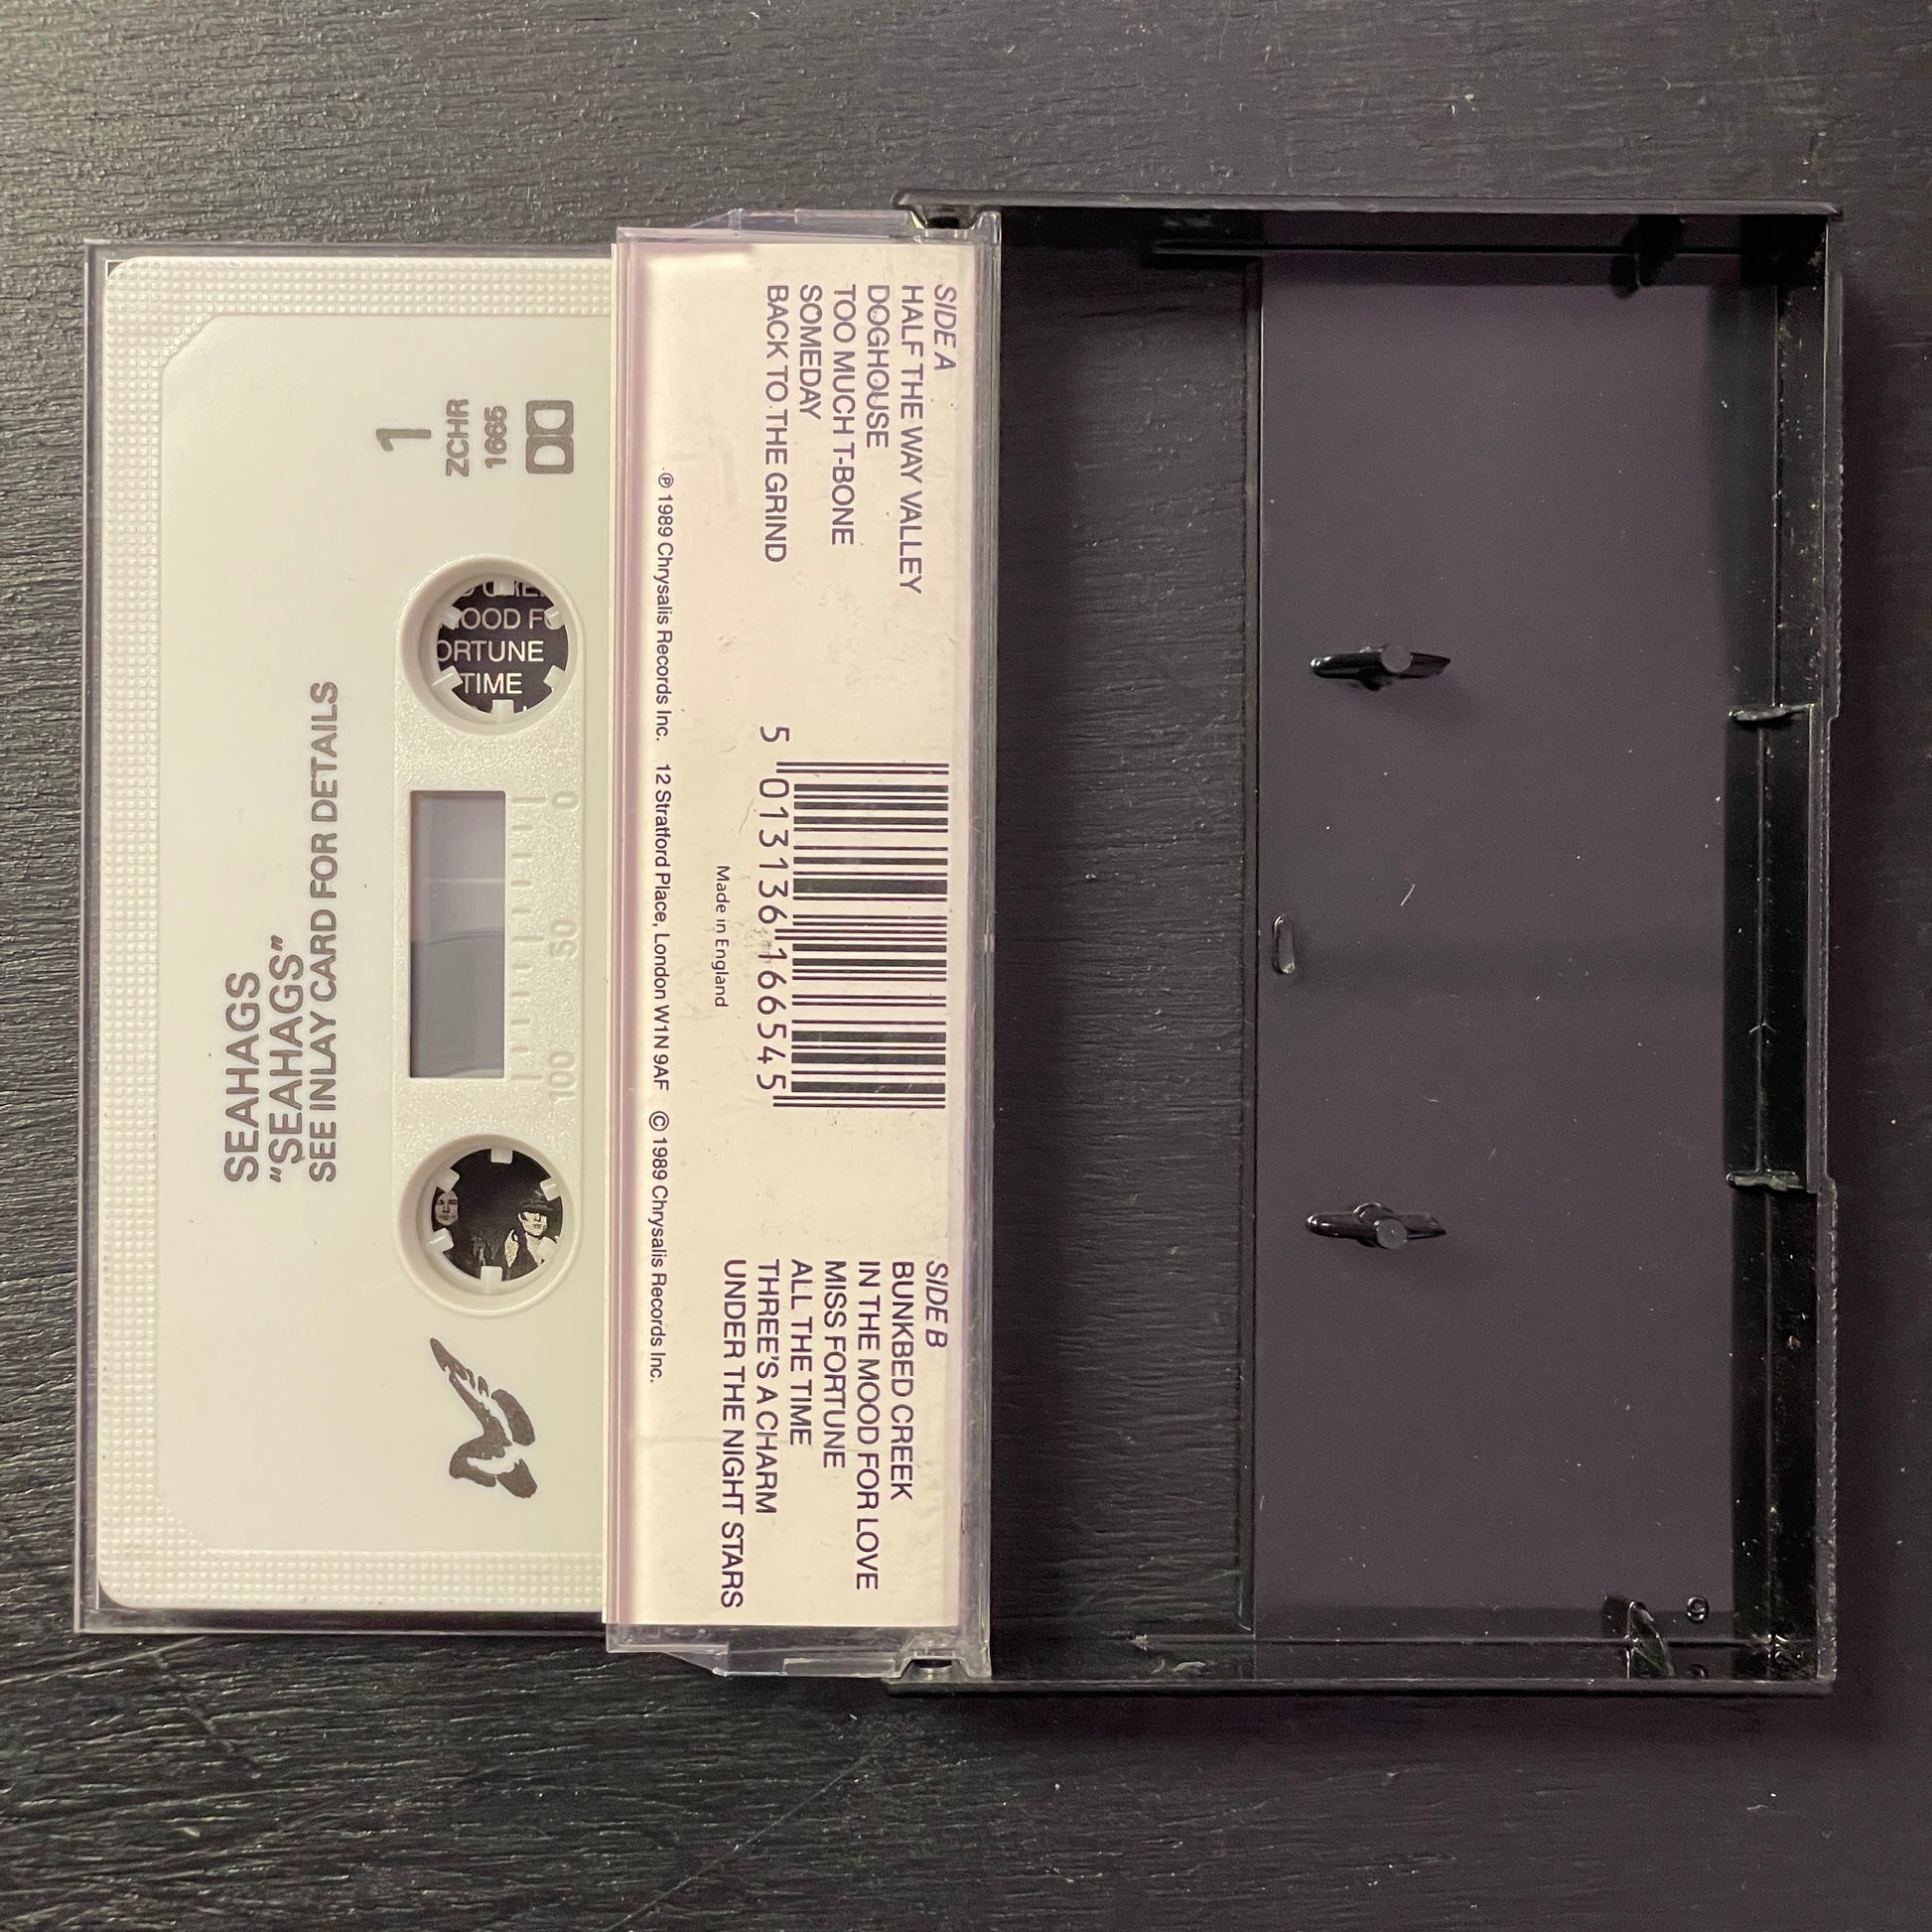 SIDE A
HALF THE WAY VALLEY
DOGHOUSE
TOO MUCH T-BONE
SOMEDAY
BACK TO THE GRIND
5 013136 166545
Made in England
SIDE B
BUNKBED CREEK
IN THE MOOD FOR LOVE
MISS FORTUNE
ALL THE TIME
THREE'S A CHARM
UNDER THE NIGHT STARS
℗ 1989 Chrysalis Records Inc. 12 Stratford Place, London W1N 9AF © 1989 Chrysalis Records Inc.
1
ZCHR
1665
SEAHAGS
"SEAHAGS"
SEE INLAY CARD FOR DETAILS
0 50 100
OOD F
ORTUNE
TIME